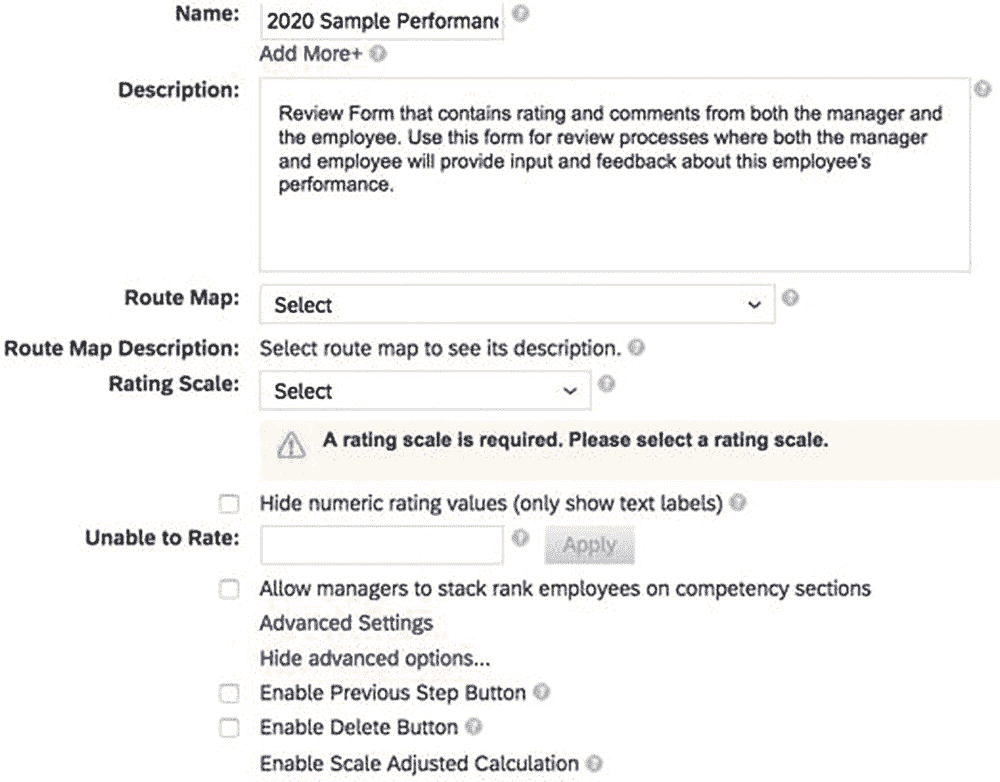 Name: 2020 Sample Performanc
Add More+
Description: Review Form that contains rating and comments from both the manager and
the employee. Use this form for review processes where both the manager
and employee will provide input and feedback about this employee's
performance.
Route Map: Select
Route Map Description: Select route map to see its description.
Rating Scale: Select
A rating scale is required. Please select a rating scale.
Hide numeric rating values (only show text labels)
Unable to Rate: Apply
Allow managers to stack rank employees on competency sections
Advanced Settings
Hide advanced options...
Enable Previous Step Button
Enable Delete Button
Enable Scale Adjusted Calculation